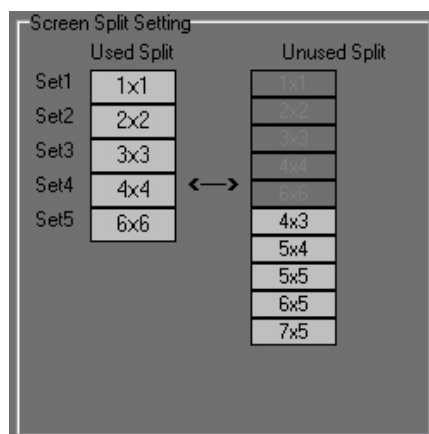 Screen Split Setting
Used Split Unused Split
Set1 1x1 1x1
Set2 2x2 2x2
Set3 3x3 3x3
Set4 4x4 <—> 4x4
Set5 6x6 6x6
4x3
5x4
5x5
6x5
7x5